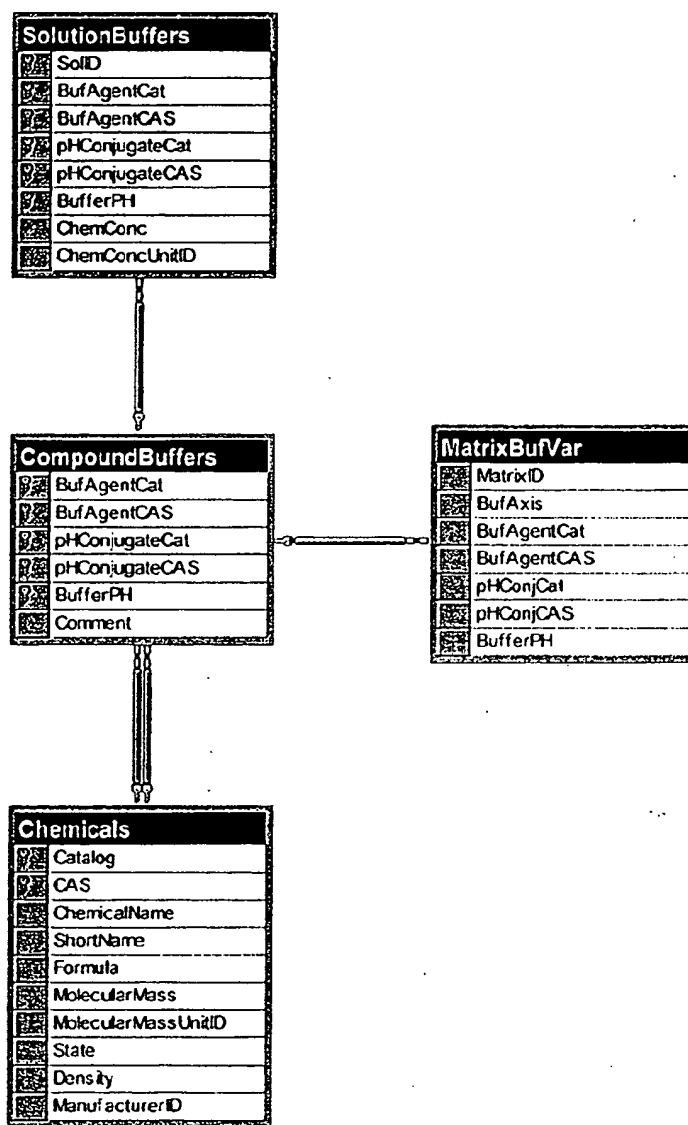 SolutionBuffers
SolID
BufAgentCat
BufAgentCAS
pHConjugateCat
pHConjugateCAS
BufferPH
ChemConc
ChemConcUnitID
CompoundBuffers
BufAgentCat
BufAgentCAS
pHConjugateCat
pHConjugateCAS
BufferPH
Comment
MatrixBufVar
MatrixID
BufAxis
BufAgentCat
BufAgentCAS
pHConjCat
pHConjCAS
BufferPH
Chemicals
Catalog
CAS
ChemicalName
ShortName
Formula
MolecularMass
MolecularMassUnitID
State
Density
ManufacturerID